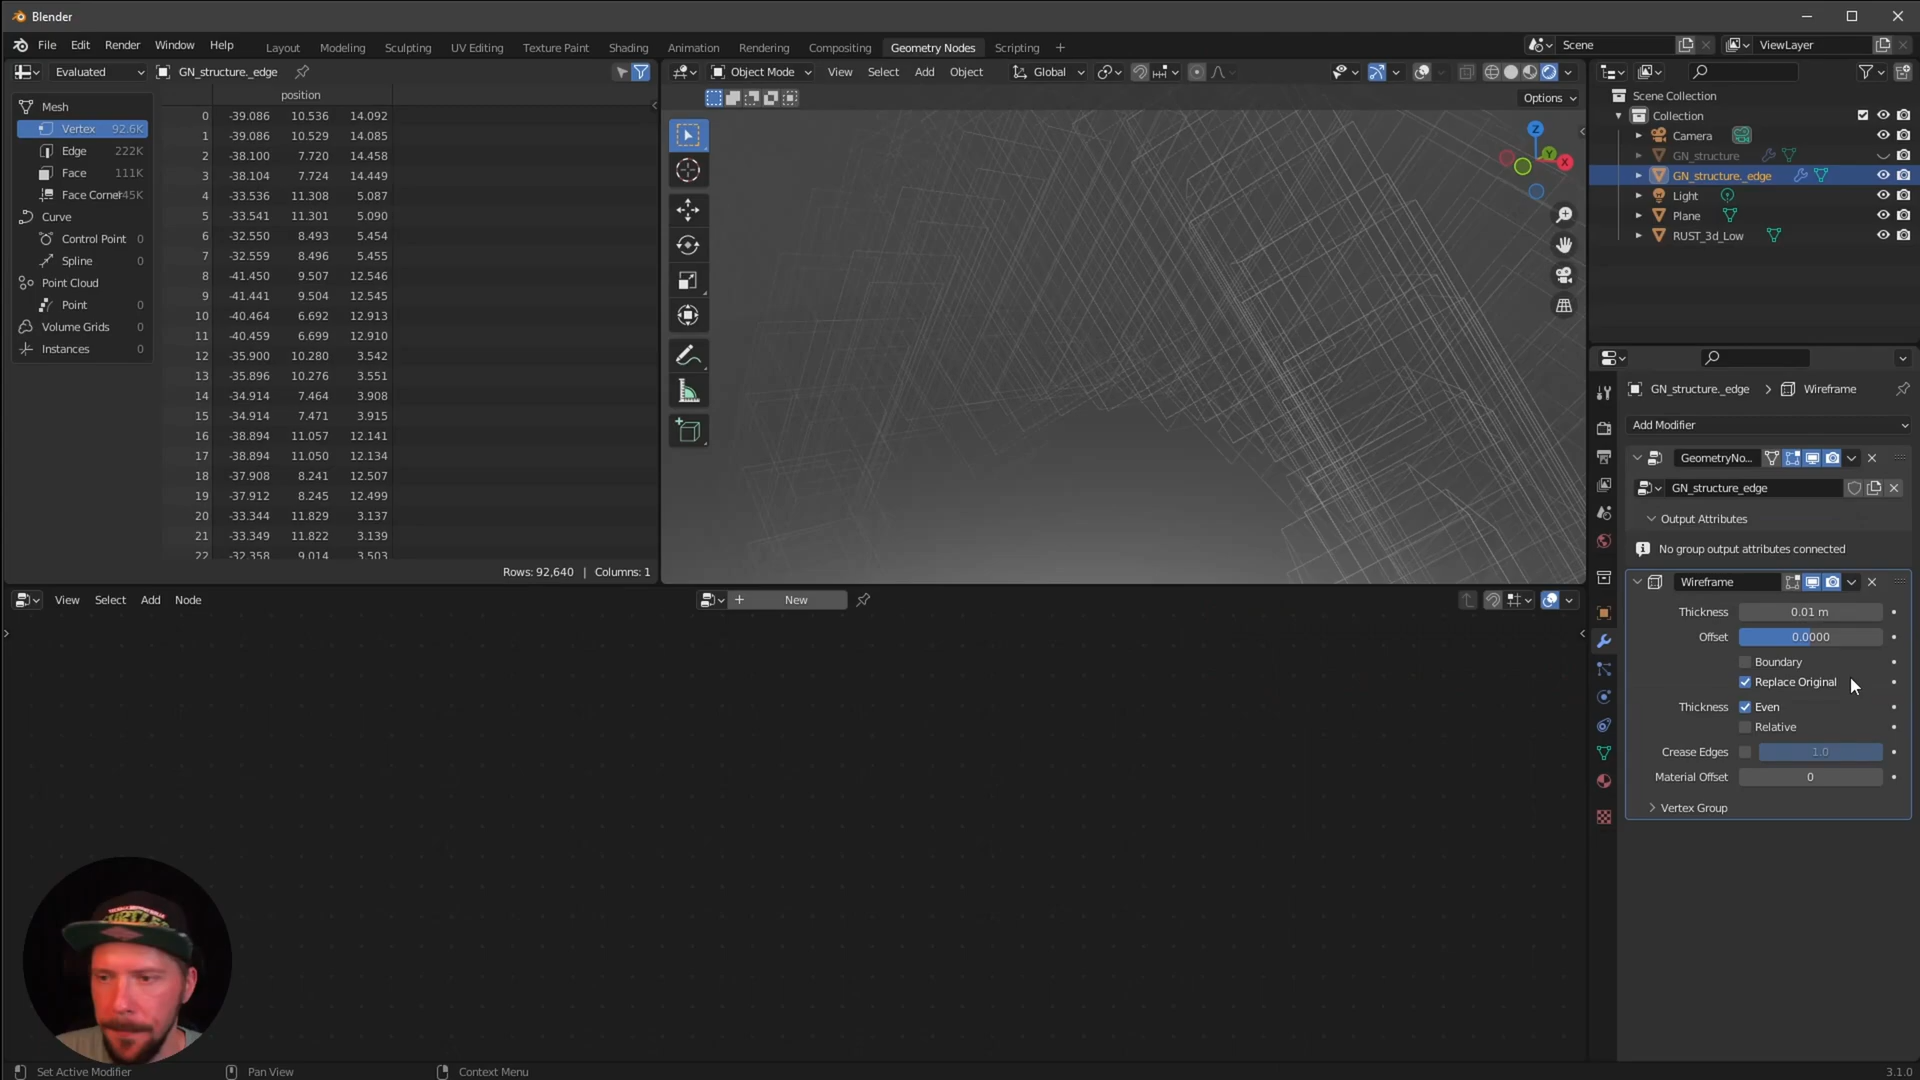 Blender
File Edit Render Window Help Layout Modeling Sculpting UV Editing Texture Paint Shading Animation Rendering Compositing Geometry Nodes Scripting + Scene ViewLayer
Evaluated GN_structure._edge
position
Mesh
Vertex 92.6K
Edge 222K
Face 111K
Face Corner 45K
Curve
Control Point 0
Spline 0
Point Cloud
Point 0
Volume Grids 0
Instances 0
0 -39.086 10.536 14.092
1 -39.086 10.529 14.085
2 -38.100 7.720 14.458
3 -38.104 7.724 14.449
4 -33.536 11.308 5.087
5 -33.541 11.301 5.090
6 -32.550 8.493 5.454
7 -32.559 8.496 5.455
8 -41.450 9.507 12.546
9 -41.441 9.504 12.545
10 -40.464 6.692 12.913
11 -40.459 6.699 12.910
12 -35.900 10.280 3.542
13 -35.896 10.276 3.551
14 -34.914 7.464 3.908
15 -34.914 7.471 3.915
16 -38.894 11.057 12.141
17 -38.894 11.050 12.134
18 -37.908 8.241 12.507
19 -37.912 8.245 12.499
20 -33.344 11.829 3.137
21 -33.349 11.822 3.139
22 -32.358 9.014 3.503
Rows: 92,640 | Columns: 1
Object Mode View Select Add Object Global
Options
Z
Y
X
Scene Collection
Collection
Camera
GN_structure
GN_structure._edge
Light
Plane
RUST_3d_Low
GN_structure._edge > Wireframe
Add Modifier
GeometryNo...
GN_structure_edge
Output Attributes
No group output attributes connected
Wireframe
Thickness 0.01 m
Offset 0.0000
Boundary
Replace Original
Thickness Even
Relative
Crease Edges 1.0
Material Offset 0
Vertex Group
View Select Add Node
+ New
Set Active Modifier Pan View Context Menu 3.1.0